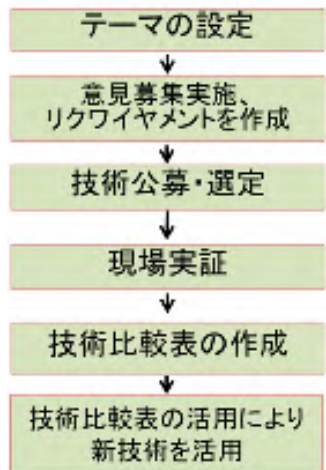 テーマの設定
意見募集実施、
リクワイヤメントを作成
技術公募・選定
現場実証
技術比較表の作成
技術比較表の活用により
新技術を活用